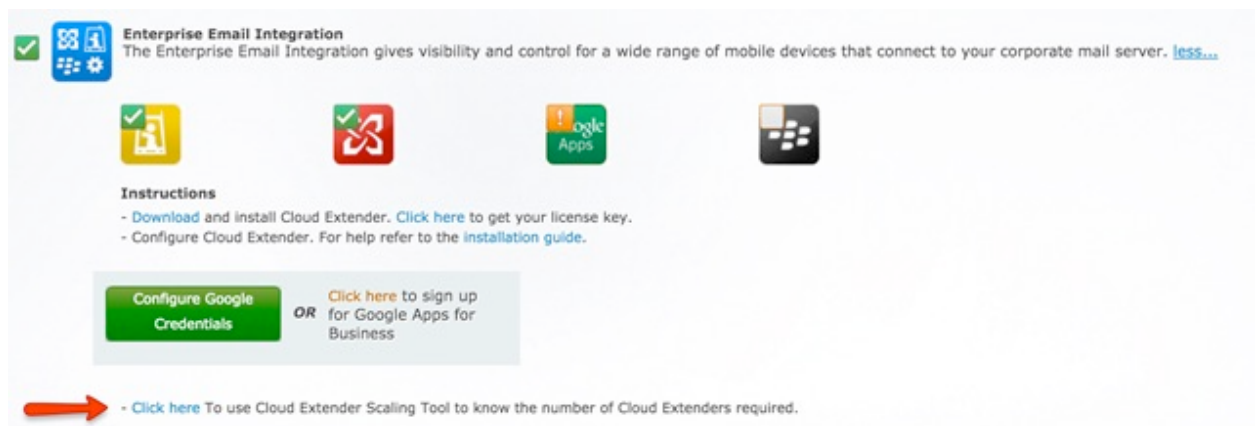 Enterprise Email Integration
The Enterprise Email Integration gives visibility and control for a wide range of mobile devices that connect to your corporate mail server. less...
ogle
Apps
Instructions
- Download and install Cloud Extender. Click here to get your license key.
- Configure Cloud Extender. For help refer to the installation guide.
Configure Google
Credentials
OR
Click here to sign up
for Google Apps for
Business
- Click here To use Cloud Extender Scaling Tool to know the number of Cloud Extenders required.